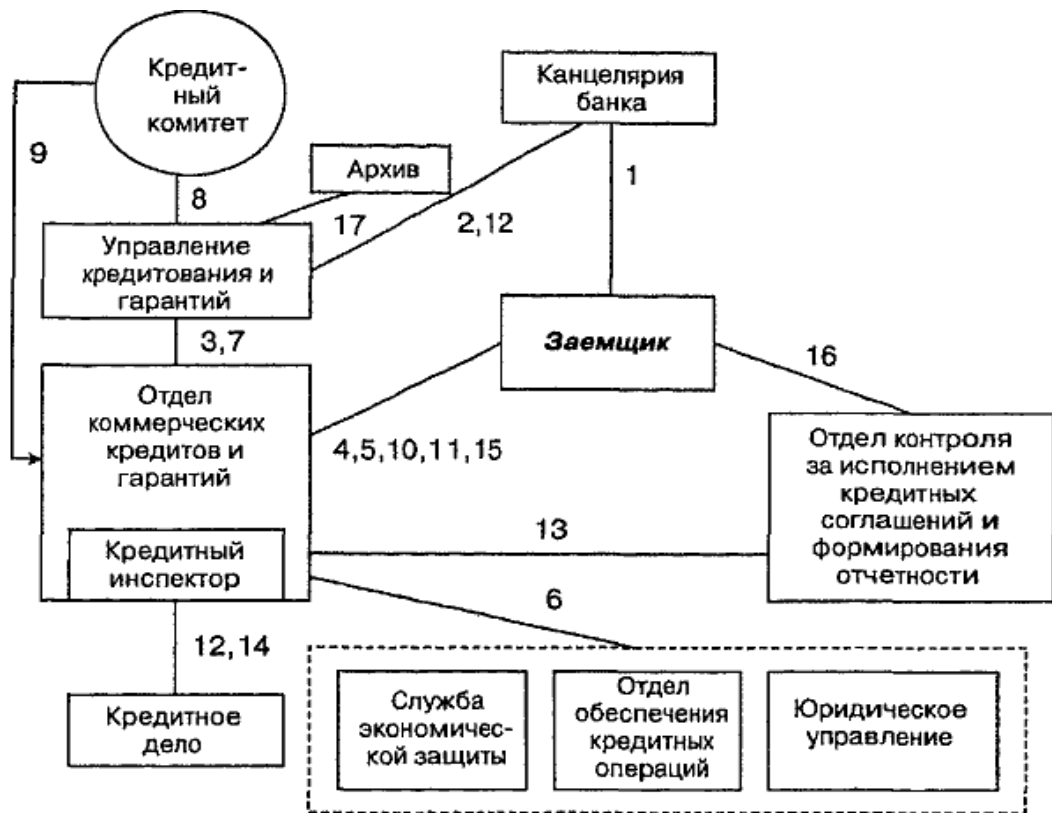 Кредит-
ный
комитет
Канцелярия
банка
9
Архив
1
8
17
2,12
Управление
кредитования и
гарантий
3,7
Заемщик
16
Отдел
коммерческих
кредитов и
гарантий
4,5,10,11,15
Отдел контроля
за исполнением
кредитных
соглашений и
формирования
отчетности
13
Кредитный
инспектор
6
12,14
Кредитное
дело
Служба
экономичес-
кой защиты
Отдел
обеспечения
кредитных
операций
Юридическое
управление